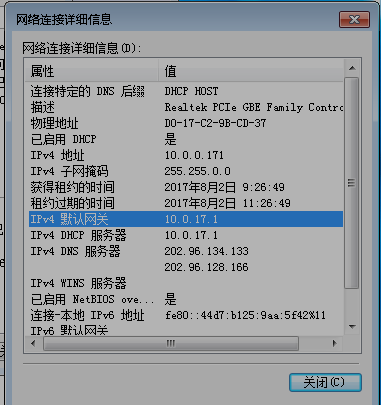 网络连接详细信息
网络连接详细信息(D):
属性 值
连接特定的 DNS 后缀 DHCP HOST
描述 Realtek PCIe GBE Family Contro
物理地址 D0-17-C2-9B-CD-37
已启用 DHCP 是
IPv4 地址 10.0.0.171
IPv4 子网掩码 255.255.0.0
获得租约的时间 2017年8月2日 9:26:49
租约过期的时间 2017年8月2日 11:26:49
IPv4 默认网关 10.0.17.1
IPv4 DHCP 服务器 10.0.17.1
IPv4 DNS 服务器 202.96.134.133
202.96.128.166
IPv4 WINS 服务器
已启用 NetBIOS ove... 是
连接-本地 IPv6 地址 fe80::44d7:b125:9aa:5f42%11
IPv6 默认网关
关闭(C)